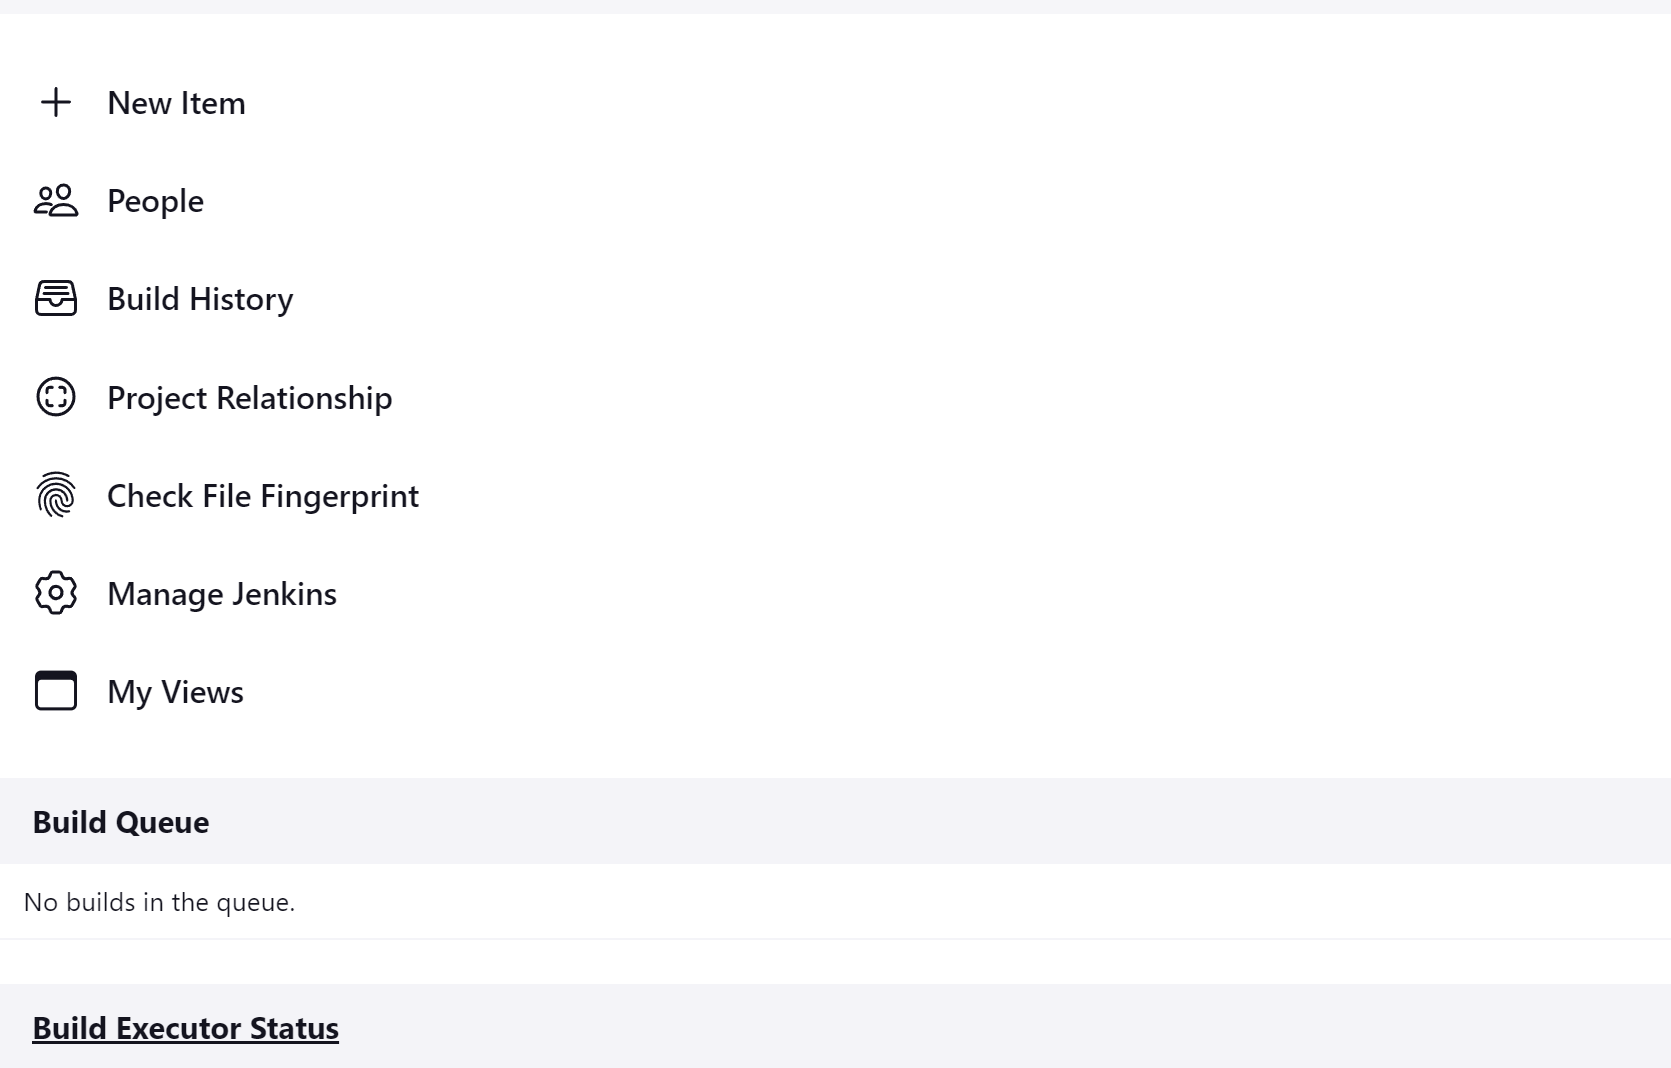 New Item
People
Build History
Project Relationship
Check File Fingerprint
Manage Jenkins
My Views
Build Queue
No builds in the queue.
Build Executor Status